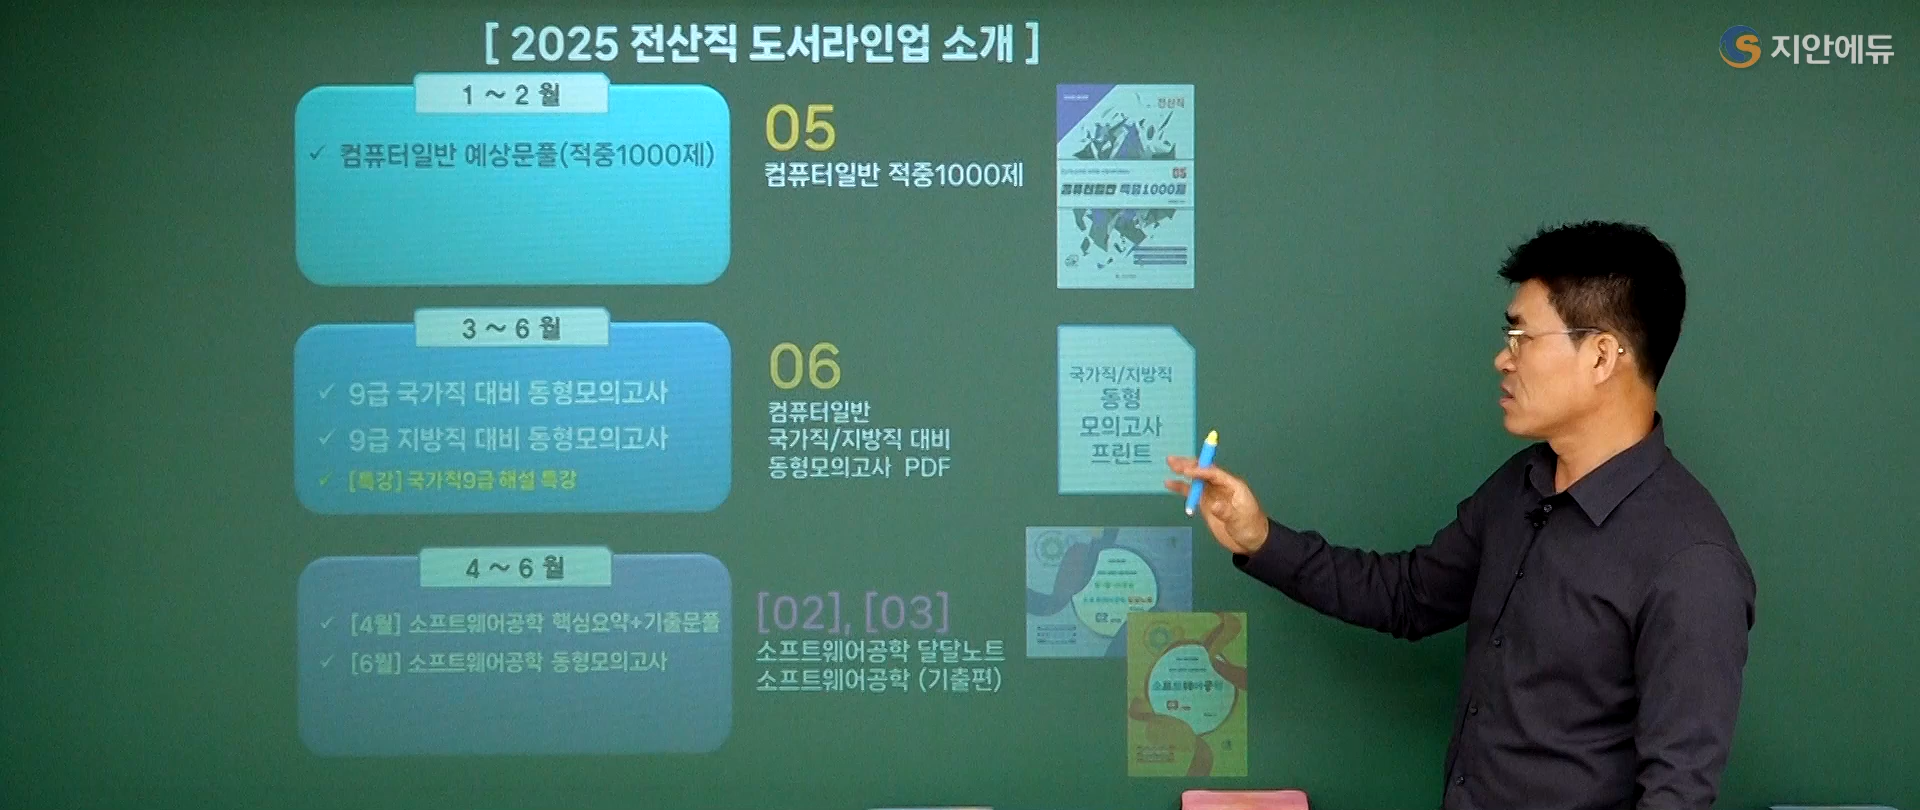 [ 2025 전산직 도서라인업 소개 ]
지안에듀
1 ~ 2 월
✓ 컴퓨터일반 예상문풀(적중1000제)
05
컴퓨터일반 적중1000제
전산직
05
컴퓨터일반 적중1000제
3 ~ 6 월
✓ 9급 국가직 대비 동형모의고사
✓ 9급 지방직 대비 동형모의고사
✓ [특강] 국가적9급 해설 특강
06
컴퓨터일반
국가직/지방직 대비
동형모의고사 PDF
국가직/지방직
동형
모의고사
프린트
4 ~ 6 월
✓ [4월] 소프트웨어공학 핵심요약+기출문풀
✓ [6월] 소프트웨어공학 동형모의고사
[02], [03]
소프트웨어공학 달달노트
소프트웨어공학 (기출편)
02
소프트웨어공학